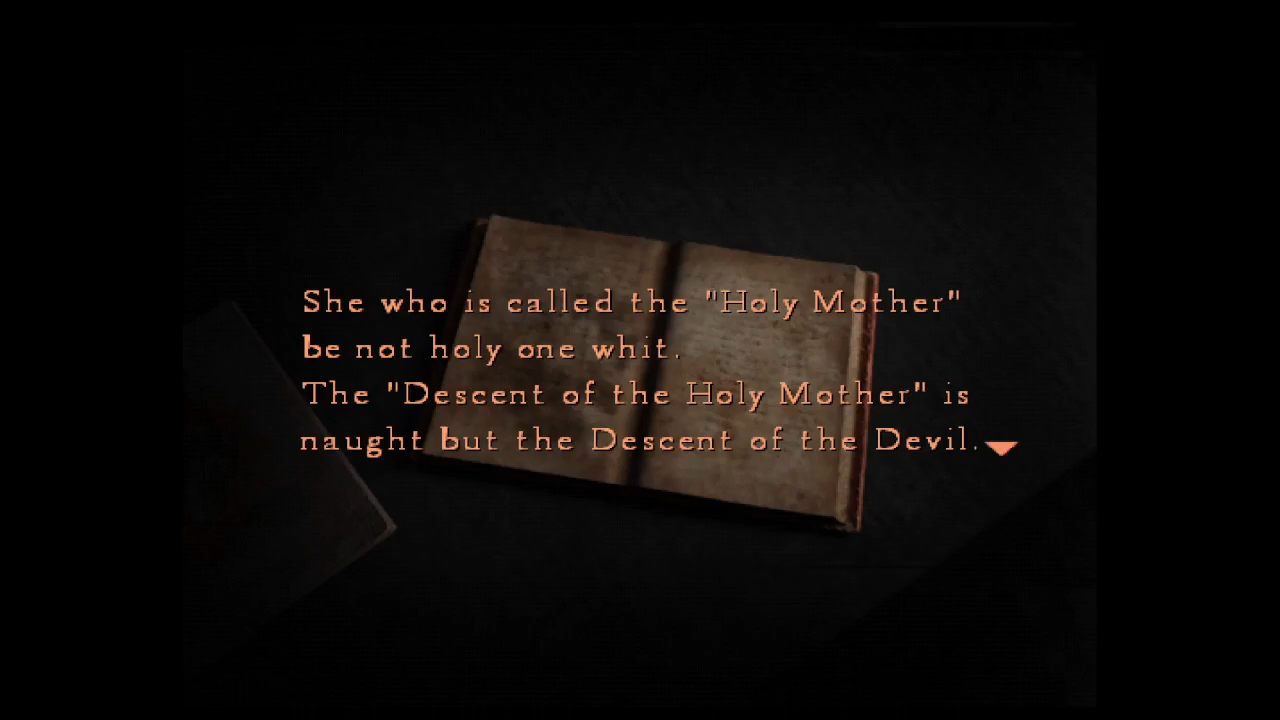 She who is called the "Holy Mother"
be not holy one whit.
The "Descent of the Holy Mother" is
naught but the Descent of the Devil.